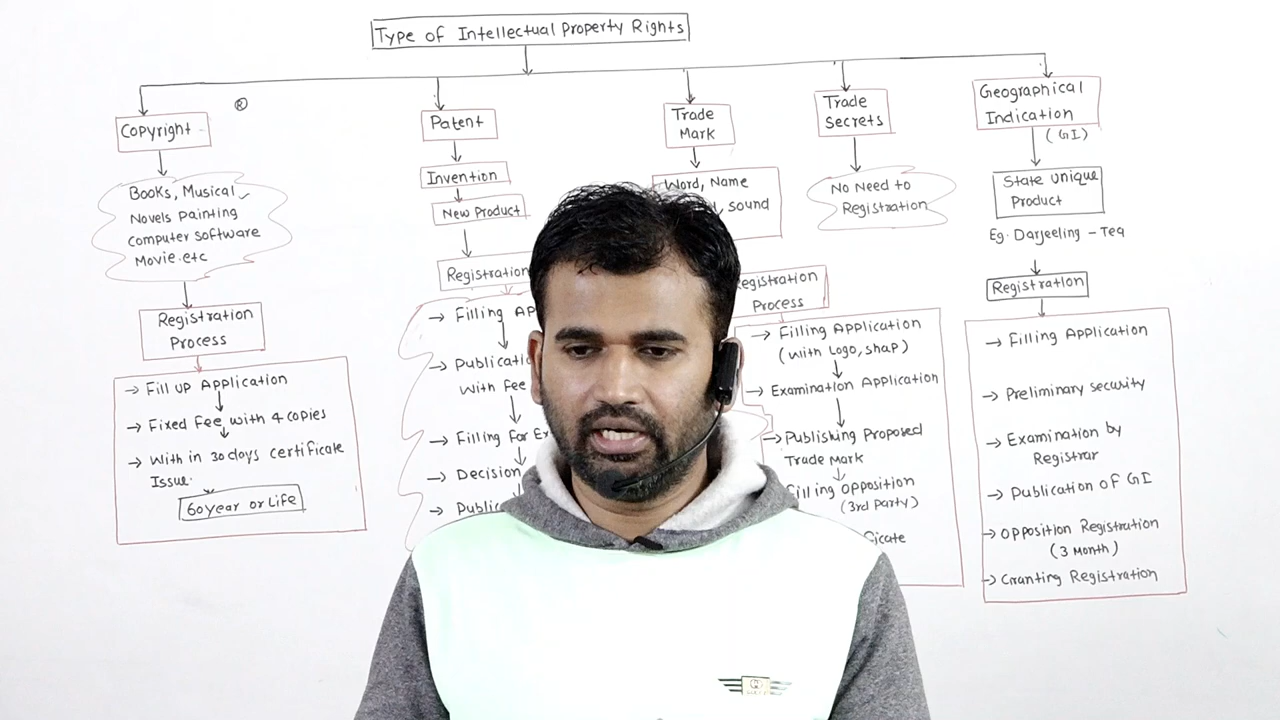 Type of Intellectual Property Rights
Copyright
Books, Musical
Novels painting
computer software
Movie.etc
Registration
Process
→ Fill up Application
→ Fixed Fee with 4 copies
→ With in 30 days certificate
Issue.
60 year or Life
®
Patent
Invention
New Product
Registration
→ Filling
→
With Fee
→ Filling For
→ Decision
→
Trade
Mark
Word, Name
, sound
Process
→ Filling Application
(with Logo, shap)
→ Examination Application
→ Publishing Proposed
Trade Mark
Opposition
(3rd Party)
Trade
Secrets
No Need to
Registration
Geographical
Indication
(GI)
State unique
Product
Eg. Darjeeling - Tea
Registration
→ Filling Application
→ Preliminary security
→ Examination by
Registrar
→ Publication of GI
→ Opposition Registration
(3 Month)
→ Granting Registration